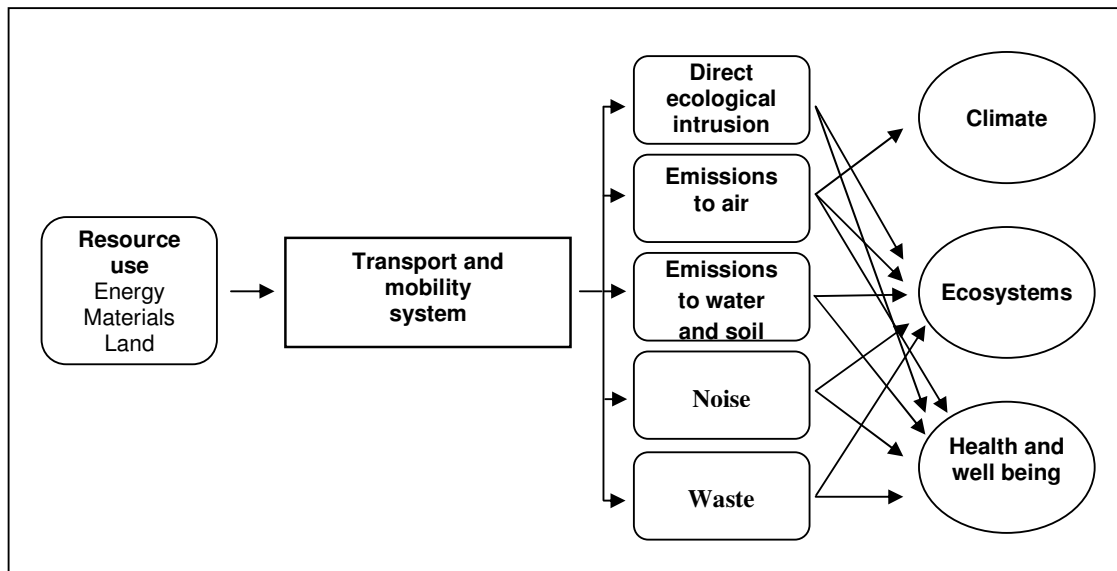 Resource
use
Energy
Materials
Land
Transport and
mobility
system
Direct
ecological
intrusion
Emissions
to air
Emissions
to water
and soil
Noise
Waste
Climate
Ecosystems
Health and
well being